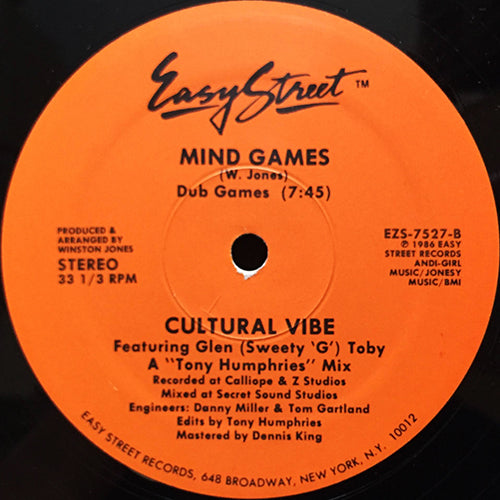 Easy Street ™
MIND GAMES
(W. Jones)
Dub Games (7:45)
PRODUCED &
ARRANGED BY
WINSTON JONES
STEREO
33 1/3 RPM
EZS-7527-B
℗ 1986 EASY
STREET RECORDS
ANDI-GIRL
MUSIC/JONESY
MUSIC/BMI
CULTURAL VIBE
Featuring Glen (Sweety 'G') Toby
A "Tony Humphries" Mix
Recorded at Calliope & Z Studios
Mixed at Secret Sound Studios
Engineers: Danny Miller & Tom Gartland
Edits by Tony Humphries
Mastered by Dennis King
EASY STREET RECORDS, 648 BROADWAY, NEW YORK, N.Y. 10012